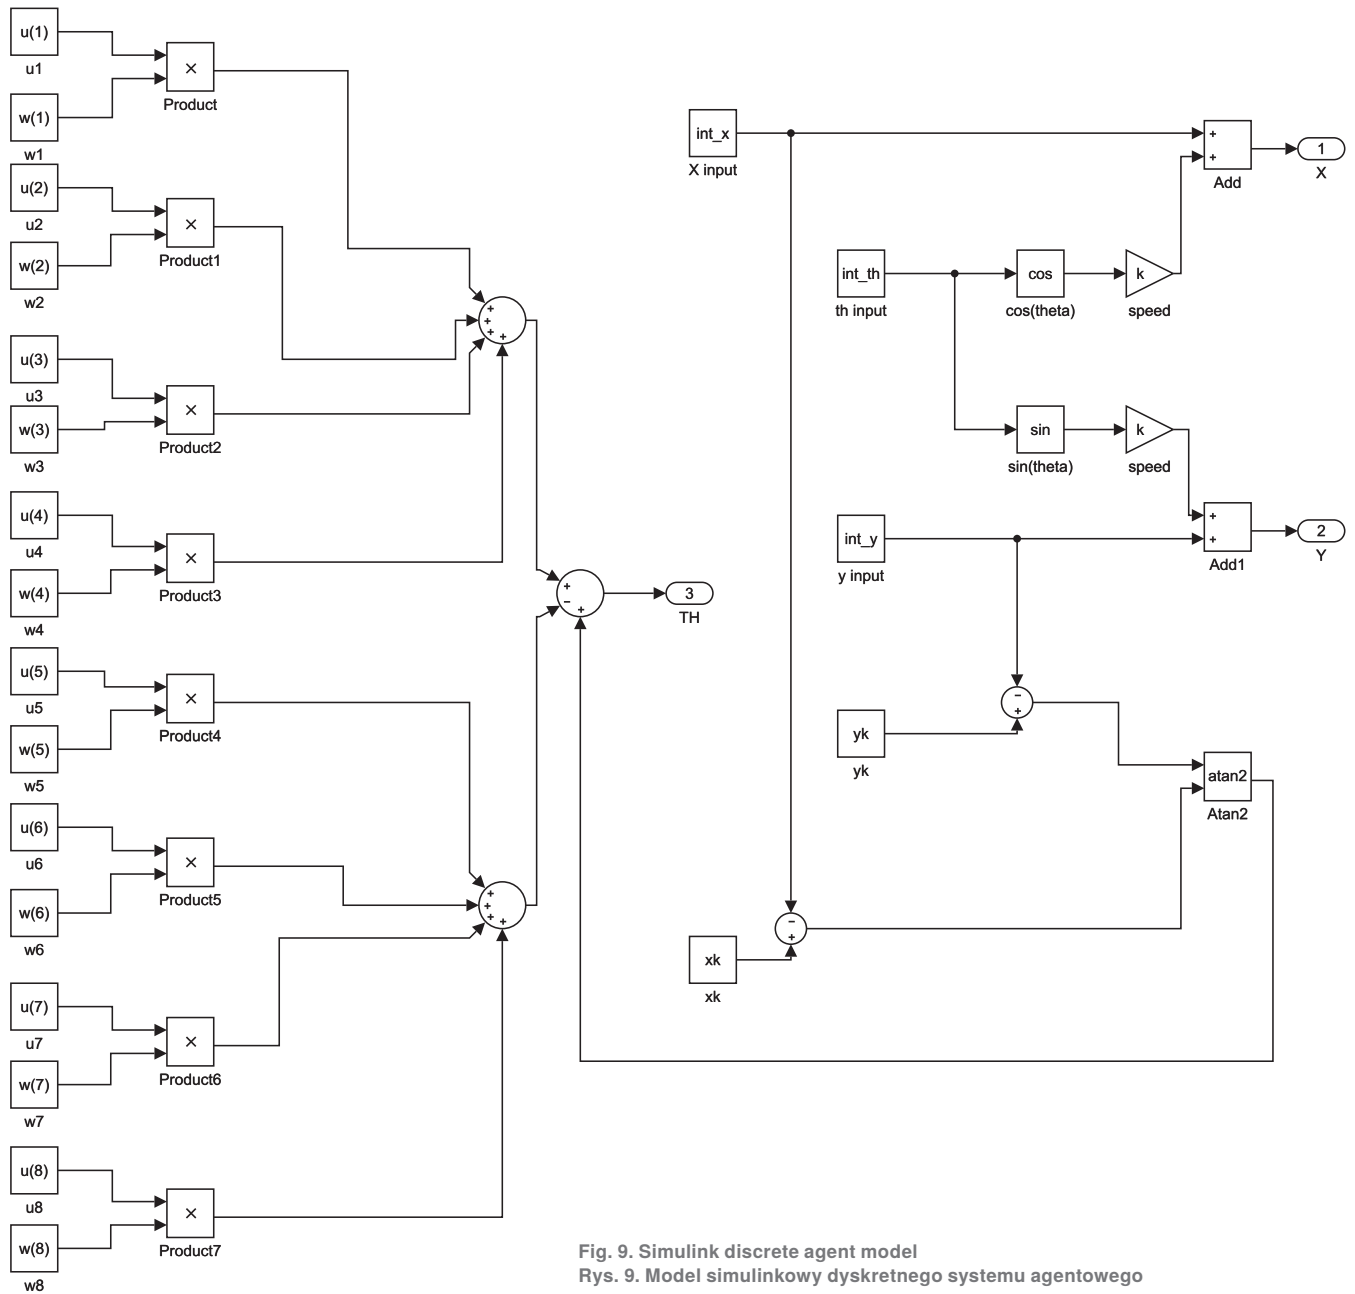 u(1)
u1
×
Product
w(1)
w1
u(2)
u2
×
Product1
w(2)
w2
u(3)
u3
×
Product2
w(3)
w3
u(4)
u4
×
Product3
w(4)
w4
u(5)
u5
×
Product4
w(5)
w5
u(6)
u6
×
Product5
w(6)
w6
u(7)
u7
×
Product6
w(7)
w7
u(8)
u8
×
Product7
w(8)
w8
+
+
+
+
+
+
+
+
+
−
+
3
TH
int_x
X input
+
+
Add
1
X
int_th
th input
cos
cos(theta)
k
speed
sin
sin(theta)
k
speed
int_y
y input
+
+
Add1
2
Y
−
+
yk
yk
atan2
Atan2
−
+
xk
xk
Fig. 9. Simulink discrete agent model
Rys. 9. Model simulinkowy dyskretnego systemu agentowego